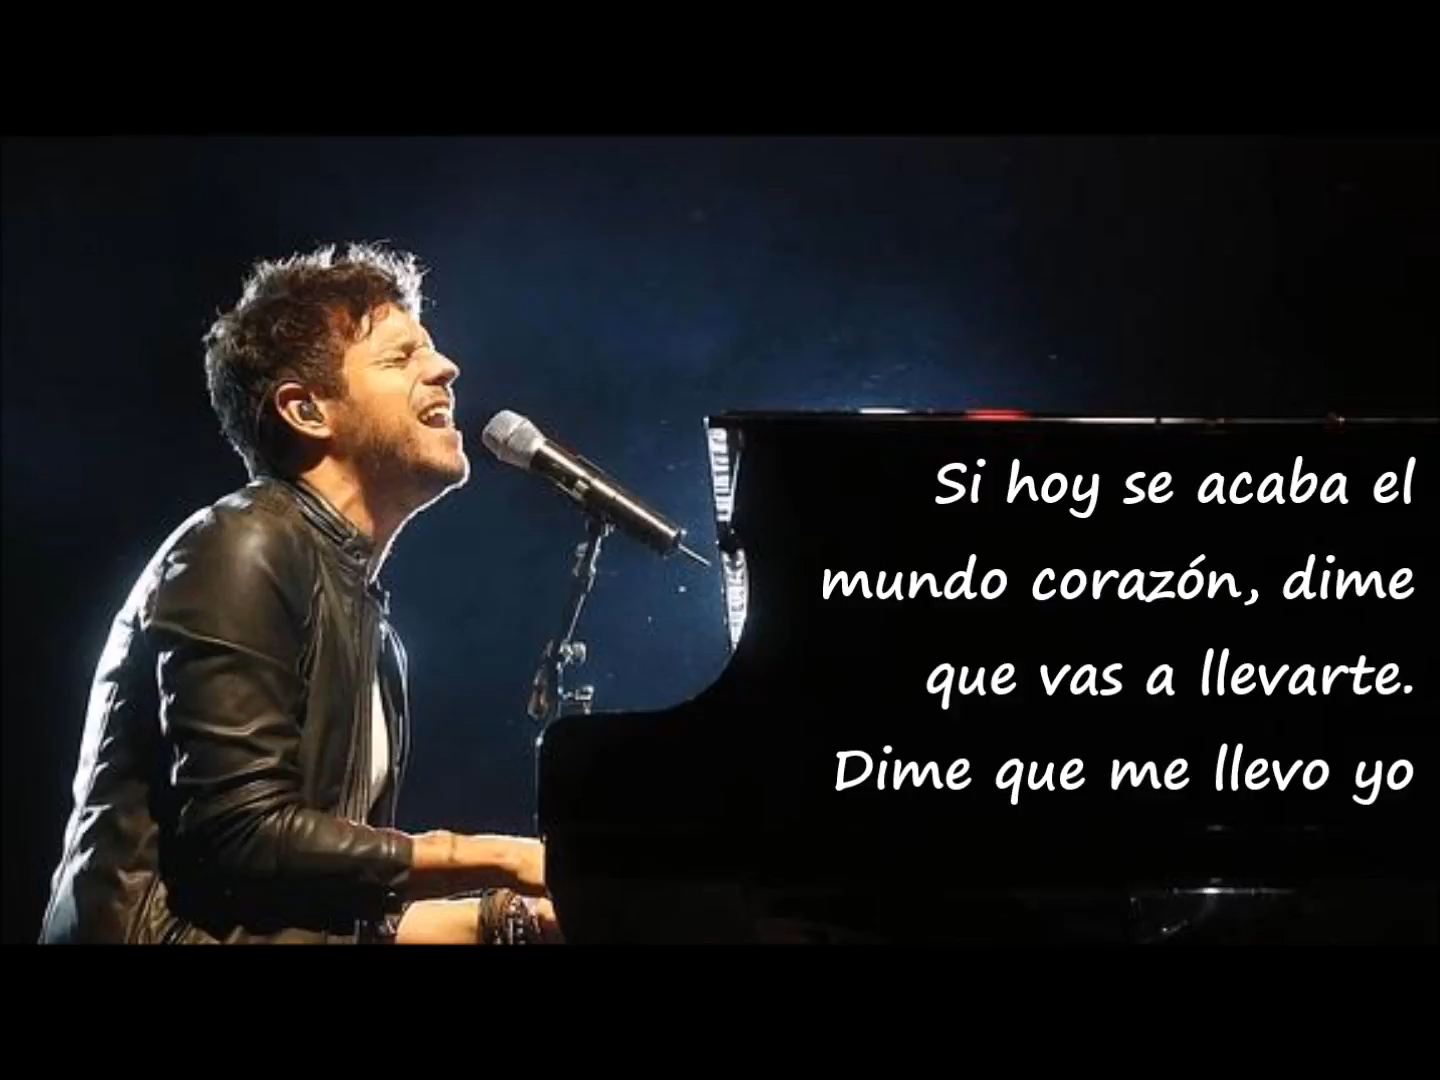 Si hoy se acaba el
mundo corazón, dime
que vas a llevarte.
Dime que me llevo yo